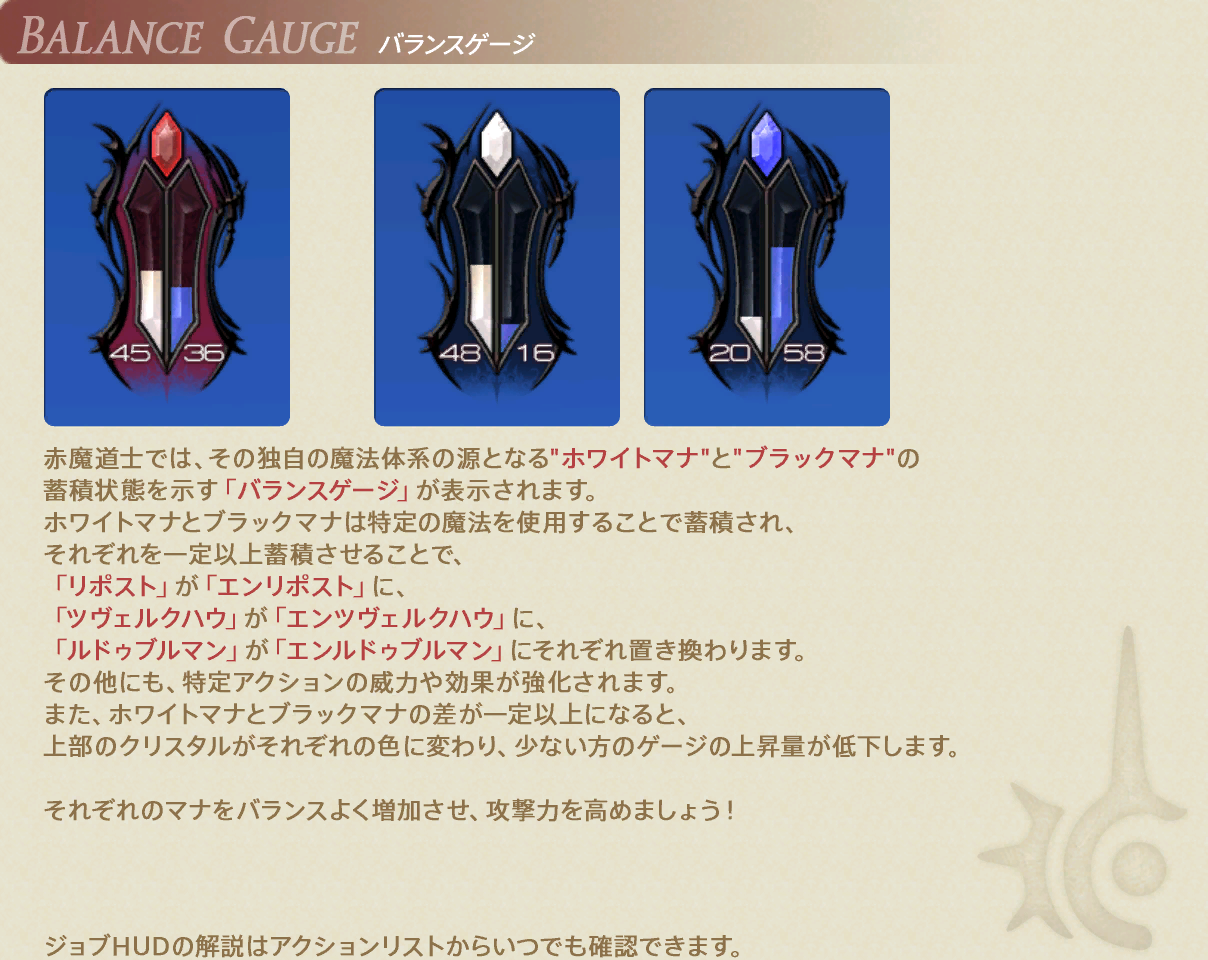 BALANCE GAUGE バランスゲージ
45 36
48 16
20 58
赤魔道士では、その独自の魔法体系の源となる"ホワイトマナ"と"ブラックマナ"の
蓄積状態を示す「バランスゲージ」が表示されます。
ホワイトマナとブラックマナは特定の魔法を使用することで蓄積され、
それぞれを一定以上蓄積させることで、
「リポスト」が「エンリポスト」に、
「ツヴェルクハウ」が「エンツヴェルクハウ」に、
「ルドゥブルマン」が「エンルドゥブルマン」にそれぞれ置き換わります。
その他にも、特定アクションの威力や効果が強化されます。
また、ホワイトマナとブラックマナの差が一定以上になると、
上部のクリスタルがそれぞれの色に変わり、少ない方のゲージの上昇量が低下します。
それぞれのマナをバランスよく増加させ、攻撃力を高めましょう！
ジョブHUDの解説はアクションリストからいつでも確認できます。